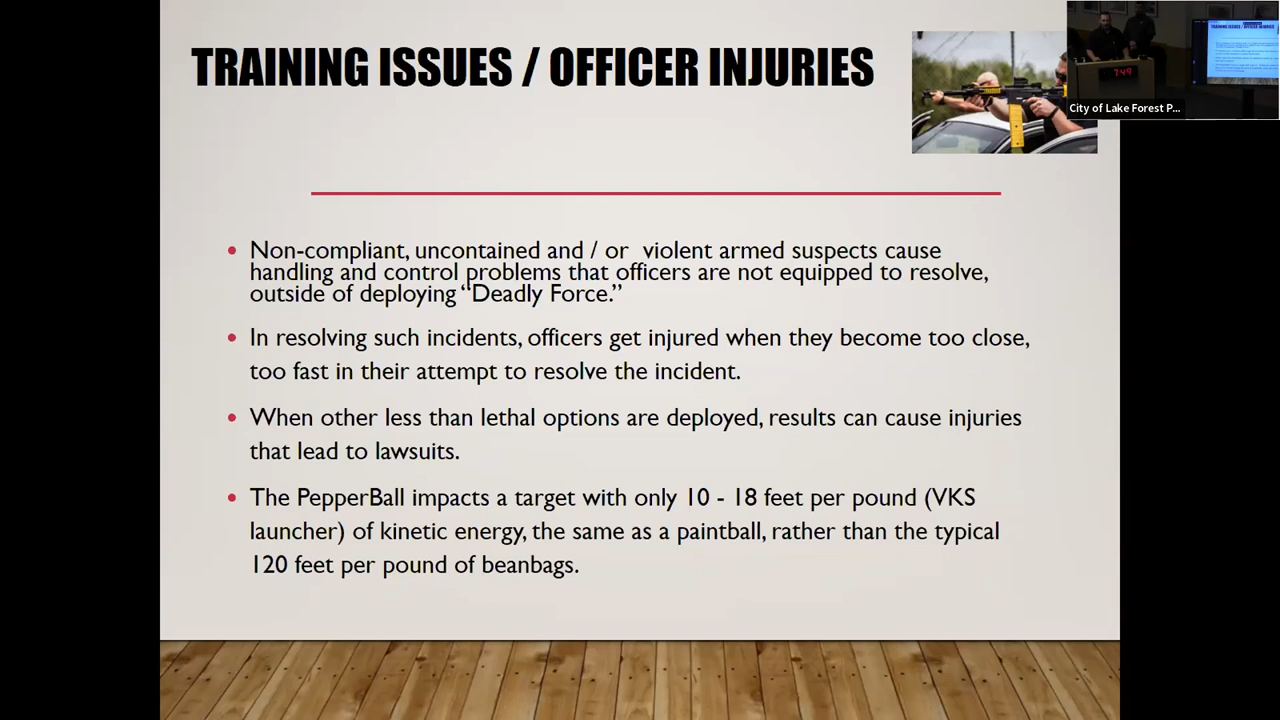 TRAINING ISSUES / OFFICER INJURIES
749
TRAINING ISSUES / OFFICER INJURIES
City of Lake Forest P...
• Non-compliant, uncontained and / or violent armed suspects cause
handling and control problems that officers are not equipped to resolve,
outside of deploying “Deadly Force.”
• In resolving such incidents, officers get injured when they become too close,
too fast in their attempt to resolve the incident.
• When other less than lethal options are deployed, results can cause injuries
that lead to lawsuits.
• The PepperBall impacts a target with only 10 - 18 feet per pound (VKS
launcher) of kinetic energy, the same as a paintball, rather than the typical
120 feet per pound of beanbags.